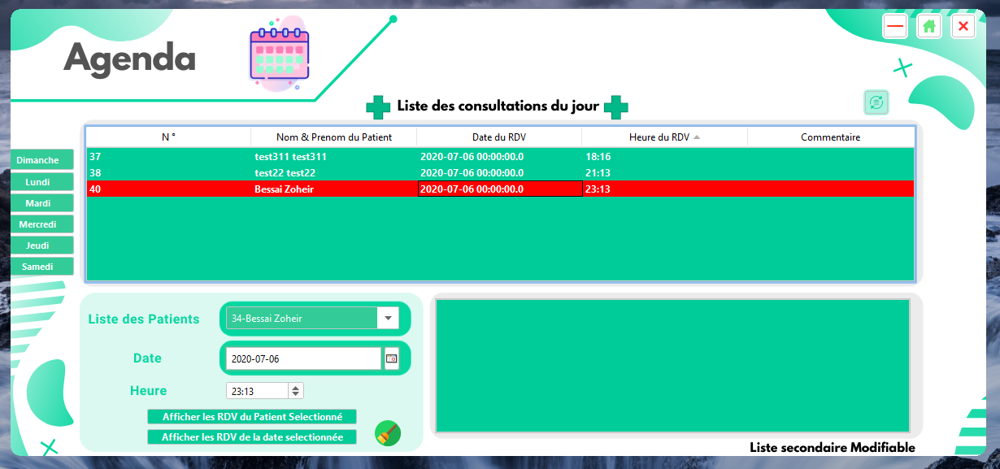 Agenda
Liste des consultations du jour
N ° Nom & Prenom du Patient Date du RDV Heure du RDV Commentaire
37 test311 test311 2020-07-06 00:00:00.0 18:16
38 test22 test22 2020-07-06 00:00:00.0 21:13
40 Bessai Zoheir 2020-07-06 00:00:00.0 23:13
Dimanche
Lundi
Mardi
Mercredi
Jeudi
Samedi
Liste des Patients 34-Bessai Zoheir
Date 2020-07-06
Heure 23:13
Afficher les RDV du Patient Selectionné
Afficher les RDV de la date selectionnée
Liste secondaire Modifiable